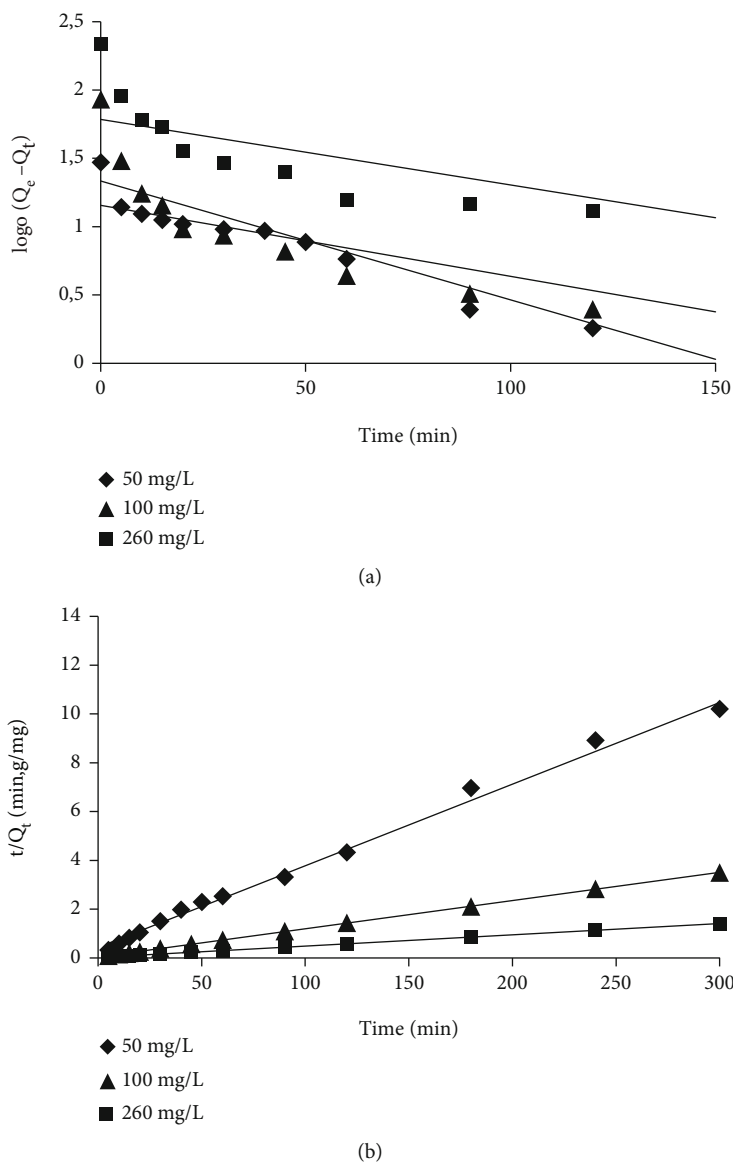 2,5
2
1,5
1
0,5
0
logo (Qe –Qt)
0 50 100 150
Time (min)
50 mg/L
100 mg/L
260 mg/L
(a)
14
12
10
8
6
4
2
0
t/Qt (min,g/mg)
0 50 100 150 200 250 300
Time (min)
50 mg/L
100 mg/L
260 mg/L
(b)